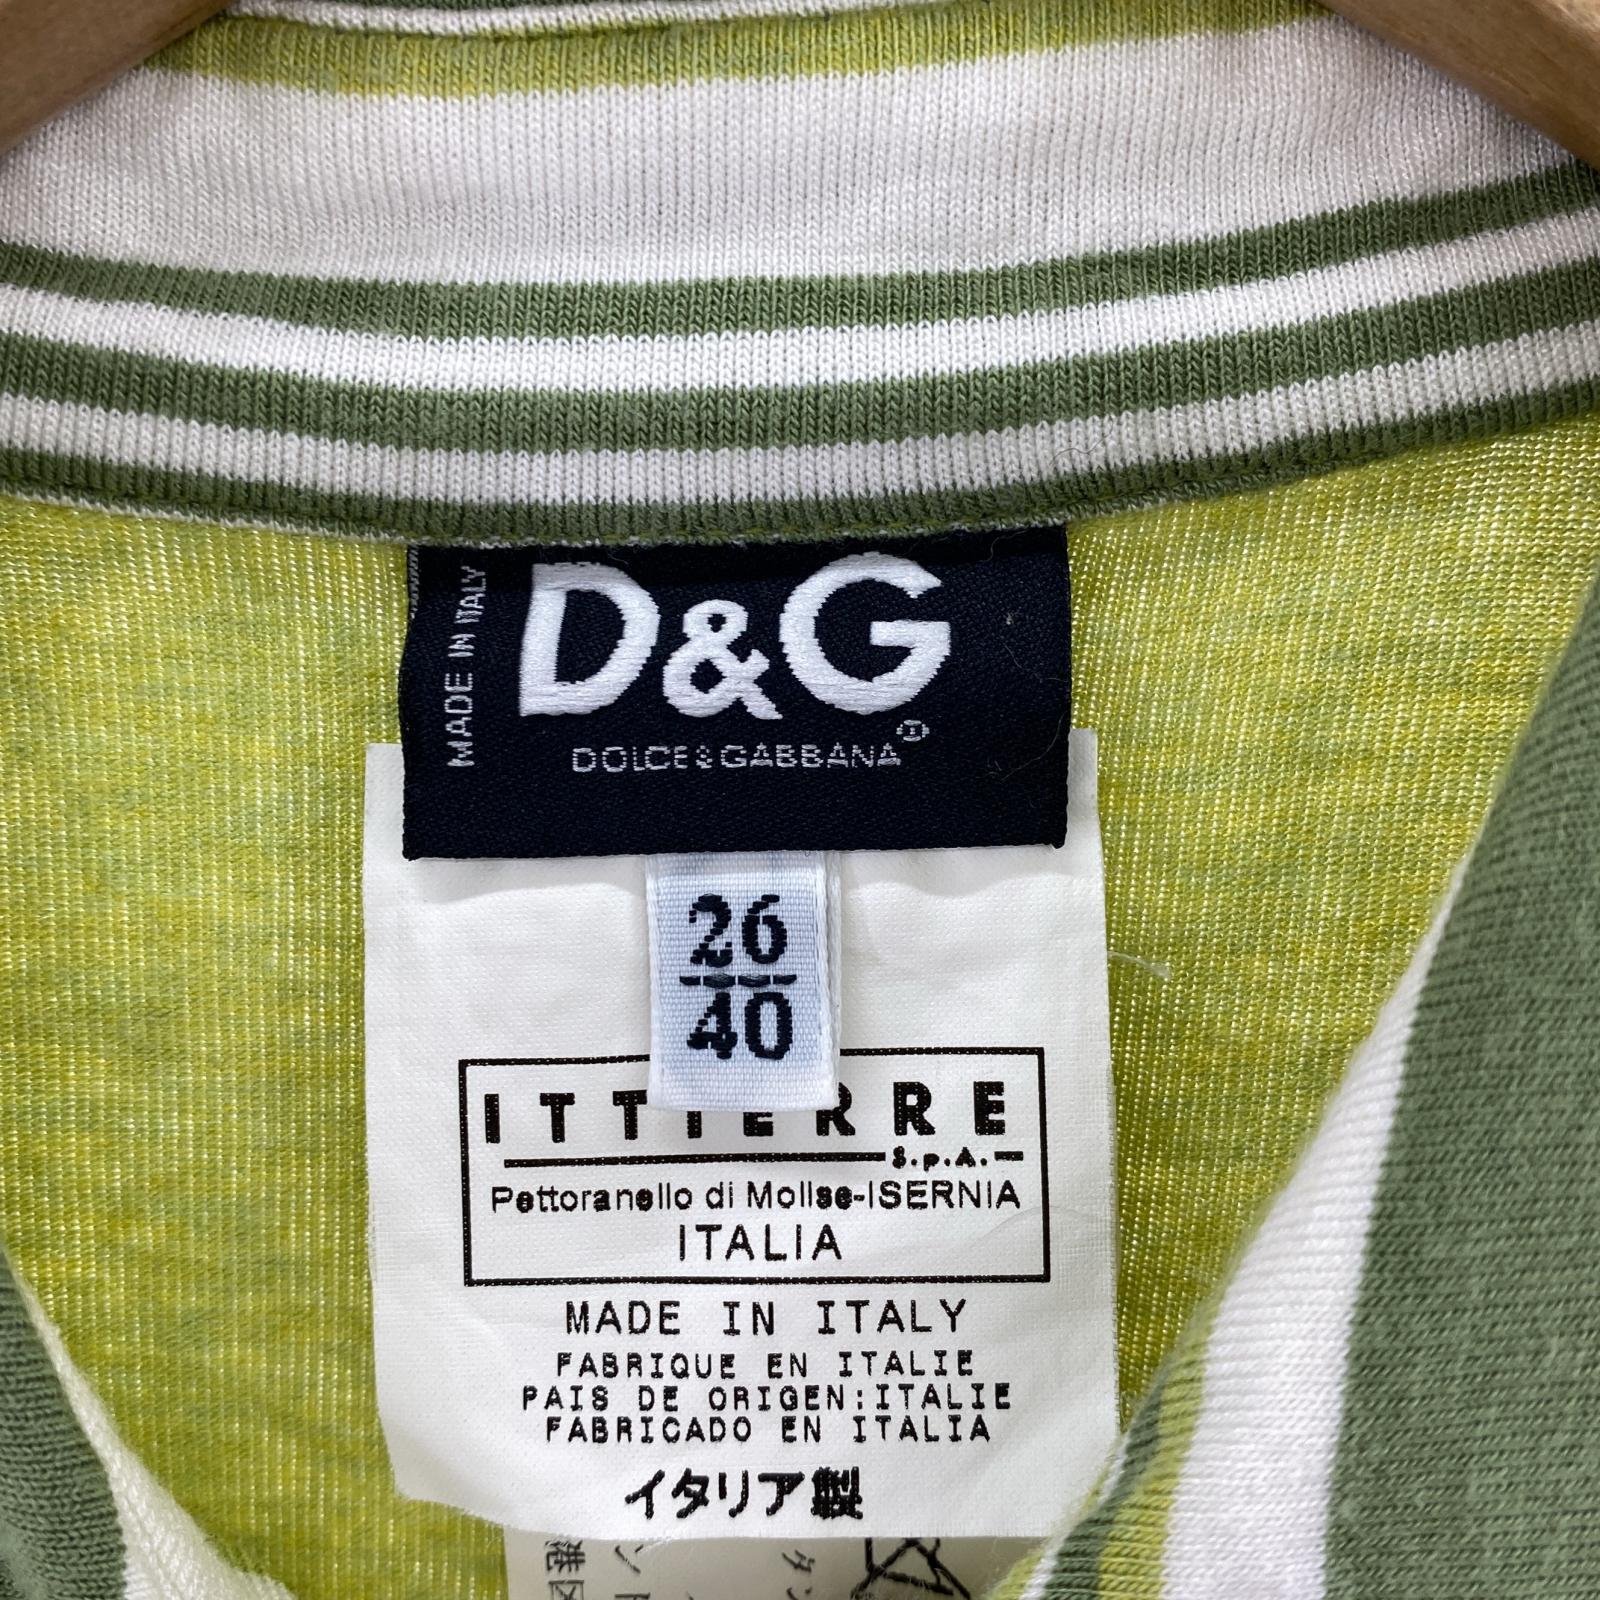 MADE IN ITALY
D&G
DOLCE&GABBANA®
26
40
ITTIERRE
S.p.A.
Pettoranello di Molise-ISERNIA
ITALIA
MADE IN ITALY
FABRIQUE EN ITALIE
PAIS DE ORIGEN:ITALIE
FABRICADO EN ITALIA
イタリア製